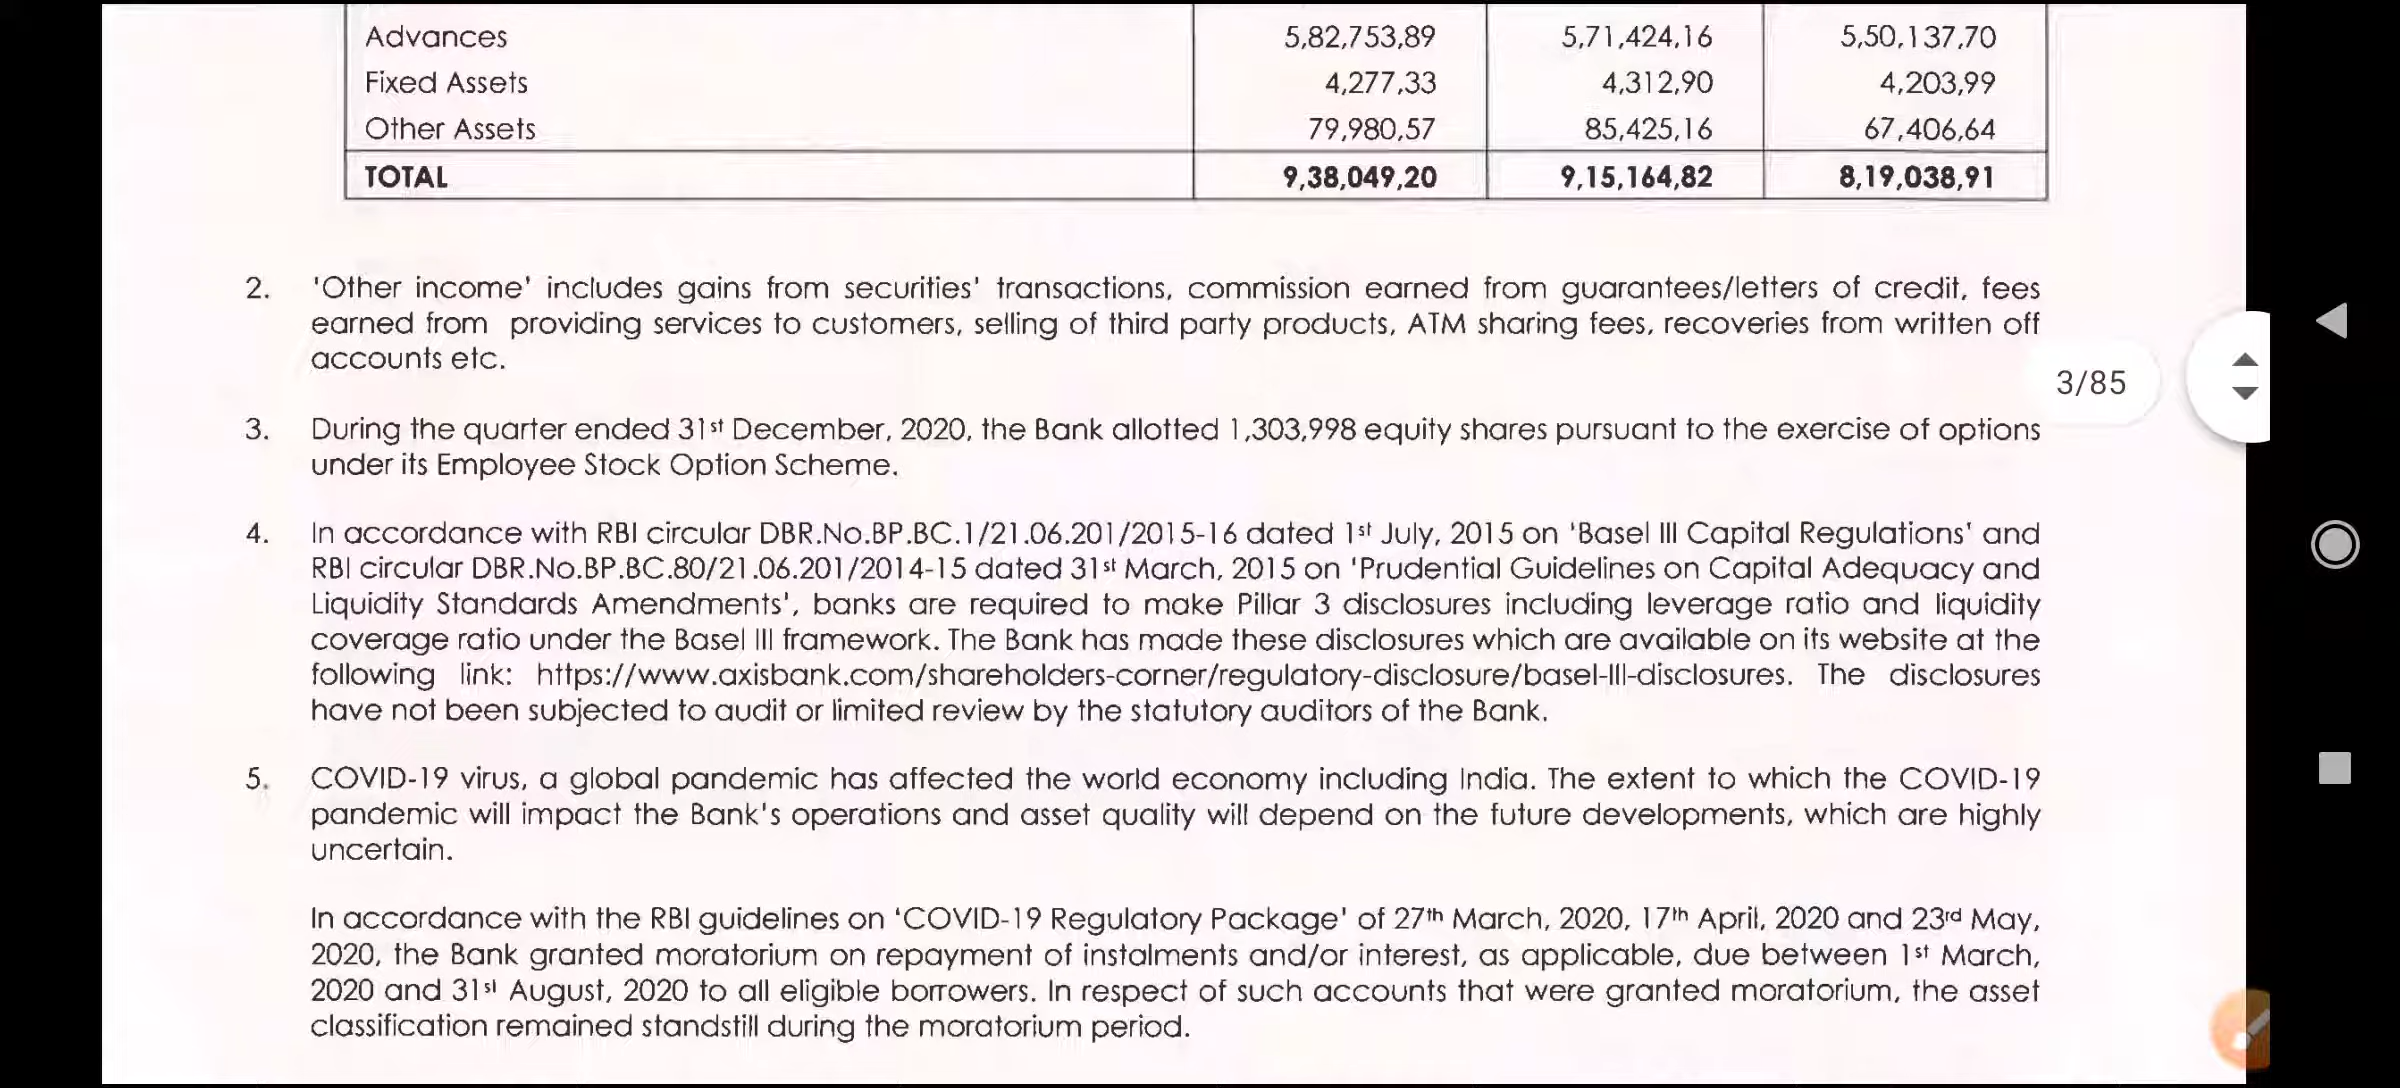 Advances 5,82,753,89 5,71,424,16 5,50,137,70
Fixed Assets 4,277,33 4,312,90 4,203,99
Other Assets 79,980,57 85,425,16 67,406,64
TOTAL 9,38,049,20 9,15,164,82 8,19,038,91
2. 'Other income' includes gains from securities' transactions, commission earned from guarantees/letters of credit, fees
earned from providing services to customers, selling of third party products, ATM sharing fees, recoveries from written off
accounts etc.
3/85
3. During the quarter ended 31st December, 2020, the Bank allotted 1,303,998 equity shares pursuant to the exercise of options
under its Employee Stock Option Scheme.
4. In accordance with RBI circular DBR.No.BP.BC.1/21.06.201/2015-16 dated 1st July, 2015 on 'Basel III Capital Regulations' and
RBI circular DBR.No.BP.BC.80/21.06.201/2014-15 dated 31st March, 2015 on 'Prudential Guidelines on Capital Adequacy and
Liquidity Standards Amendments', banks are required to make Pillar 3 disclosures including leverage ratio and liquidity
coverage ratio under the Basel III framework. The Bank has made these disclosures which are available on its website at the
following link: https://www.axisbank.com/shareholders-corner/regulatory-disclosure/basel-III-disclosures. The disclosures
have not been subjected to audit or limited review by the statutory auditors of the Bank.
5. COVID-19 virus, a global pandemic has affected the world economy including India. The extent to which the COVID-19
pandemic will impact the Bank's operations and asset quality will depend on the future developments, which are highly
uncertain.
In accordance with the RBI guidelines on 'COVID-19 Regulatory Package' of 27th March, 2020, 17th April, 2020 and 23rd May,
2020, the Bank granted moratorium on repayment of instalments and/or interest, as applicable, due between 1st March,
2020 and 31st August, 2020 to all eligible borrowers. In respect of such accounts that were granted moratorium, the asset
classification remained standstill during the moratorium period.